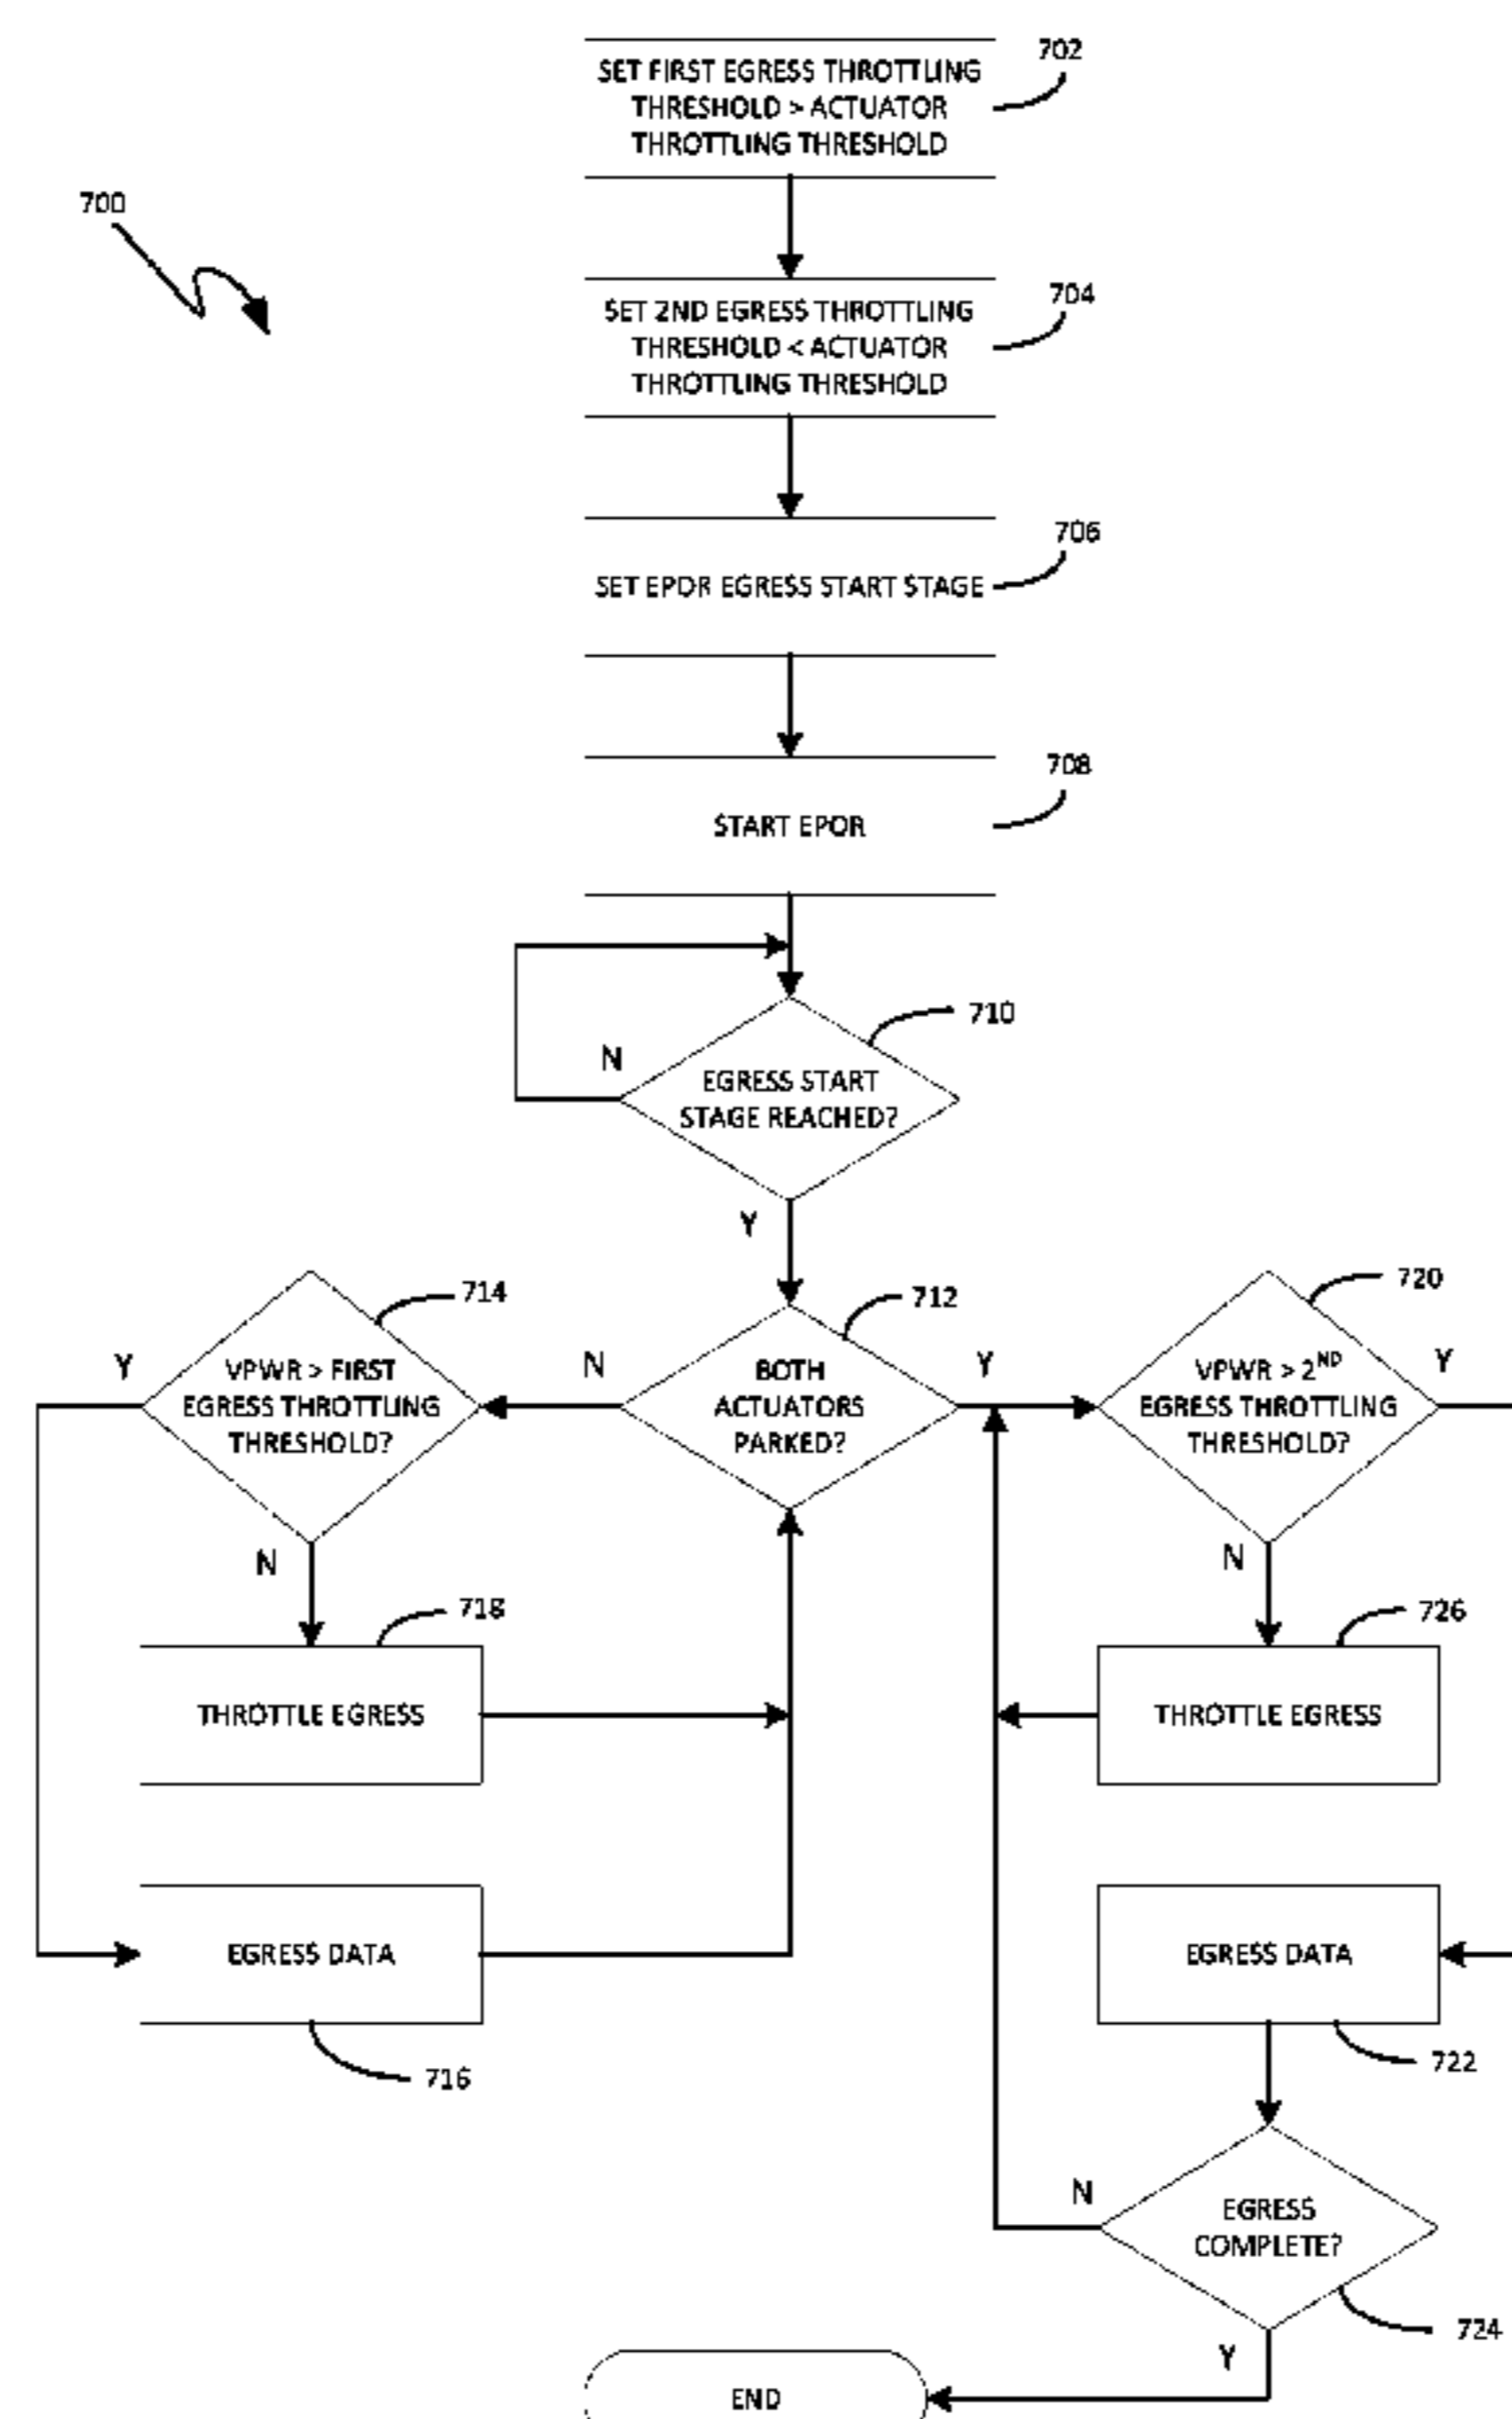 702
SET FIRST EGRESS THROTTLING
THRESHOLD > ACTUATOR
THROTTLING THRESHOLD
700
704
SET 2ND EGRESS THROTTLING
THRESHOLD < ACTUATOR
THROTTLING THRESHOLD
706
SET EPOR EGRESS START STAGE
708
START EPOR
710
N
EGRESS START
STAGE REACHED?
Y
714
712
720
Y
VPWR > FIRST
EGRESS THROTTLING
THRESHOLD?
N
BOTH
ACTUATORS
PARKED?
Y
VPWR > 2ND
EGRESS THROTTLING
THRESHOLD?
Y
N
N
718
726
THROTTLE EGRESS
THROTTLE EGRESS
EGRESS DATA
EGRESS DATA
716
722
N
EGRESS
COMPLETE?
724
Y
END